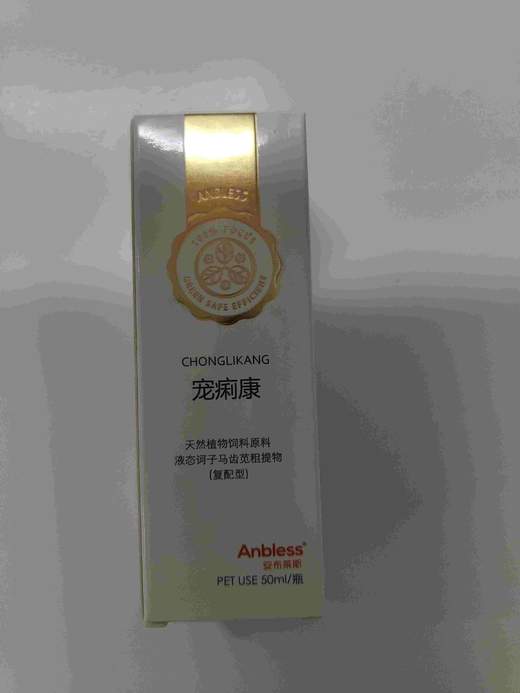 ANBLESS
100% FOCUS
GREEN SAFE EFFICIENT
CHONGLIKANG
宠痢康
天然植物饲料原料
液态诃子马齿苋粗提物
(复配型)
Anbless®
安布莱斯
PET USE 50ml/瓶